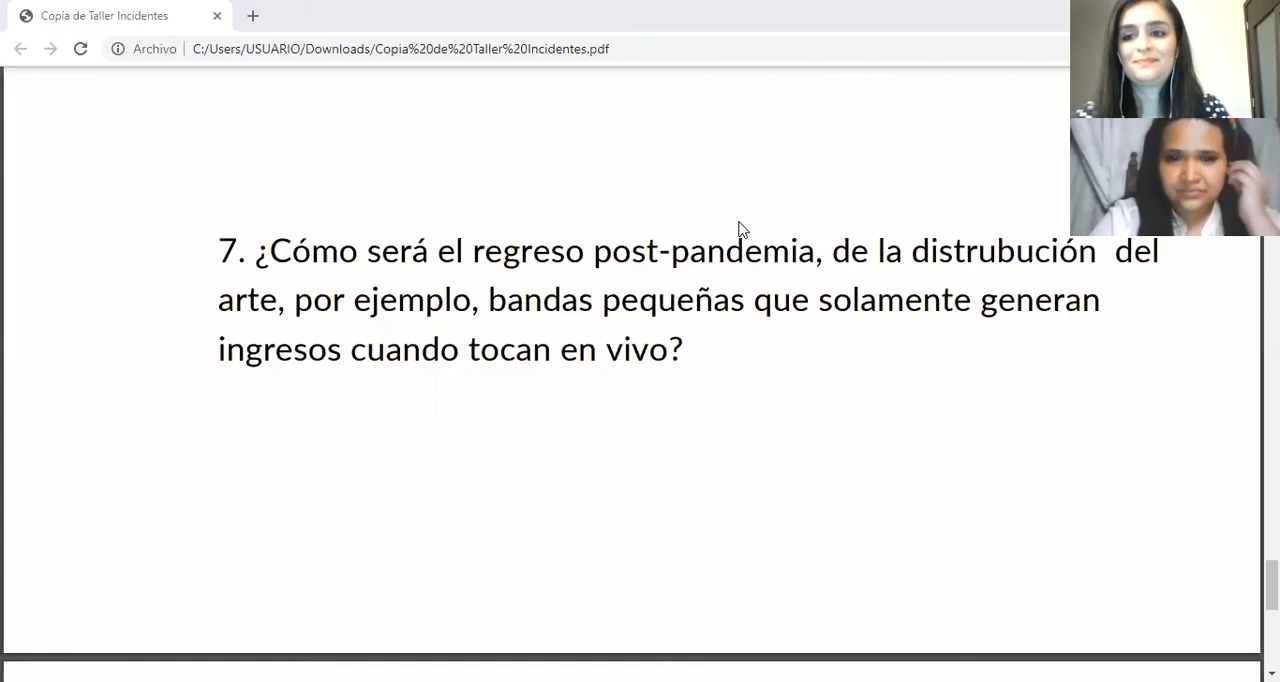 Copia de Taller Incidentes
Archivo C:/Users/USUARIO/Downloads/Copia%20de%20Taller%20Incidentes.pdf
7. ¿Cómo será el regreso post-pandemia, de la distrubución del
arte, por ejemplo, bandas pequeñas que solamente generan
ingresos cuando tocan en vivo?